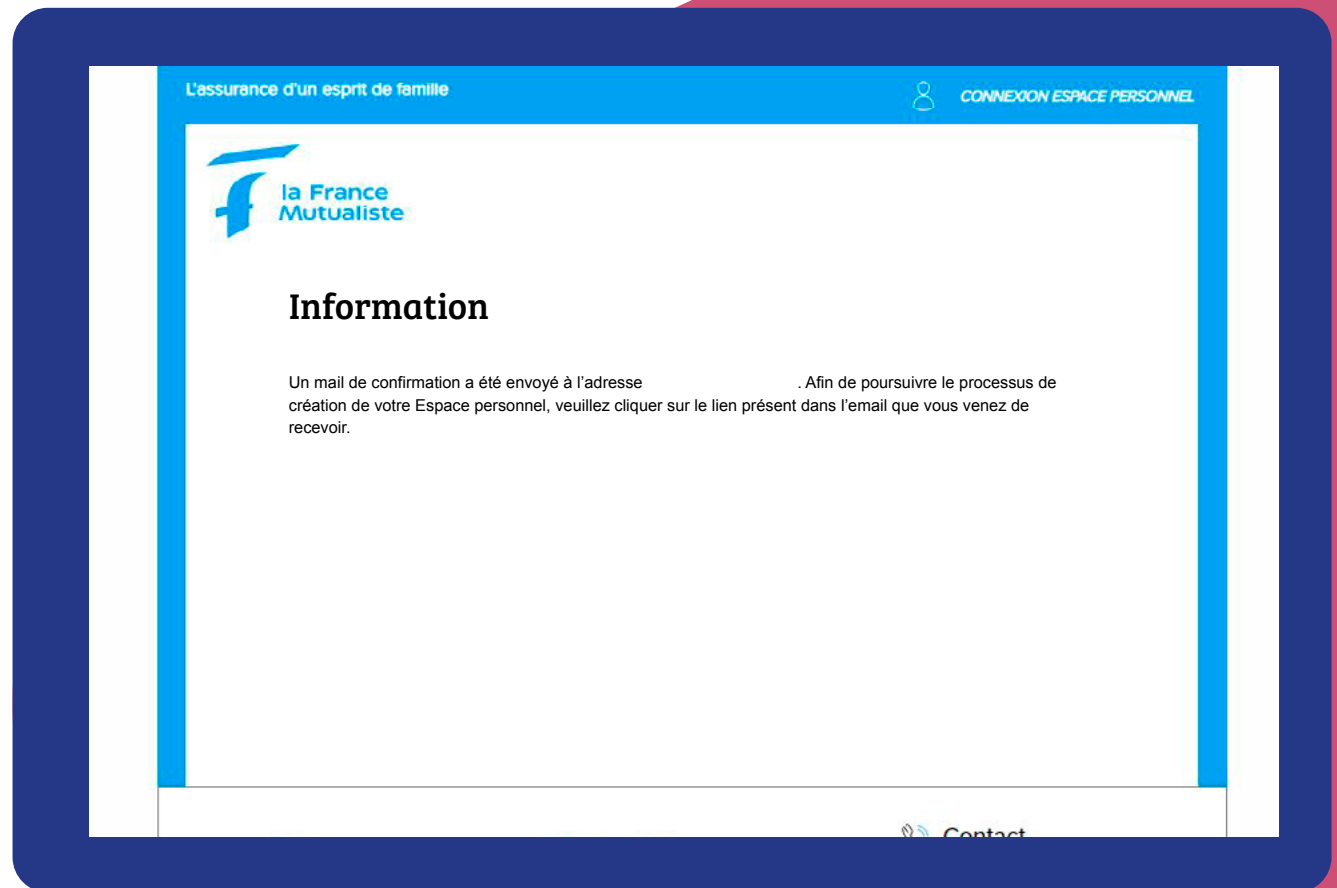 L'assurance d'un esprit de famille
CONNEXION ESPACE PERSONNEL
la France
Mutualiste
Information
Un mail de confirmation a été envoyé à l’adresse . Afin de poursuivre le processus de
création de votre Espace personnel, veuillez cliquer sur le lien présent dans l’email que vous venez de
recevoir.
Contact